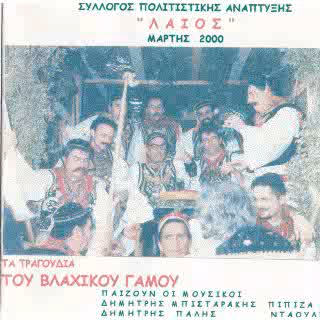 ΣΥΛΛΟΓΟΣ ΠΟΛΙΤΙΣΤΙΚΗΣ ΑΝΑΠΤΥΞΗΣ
"ΛΑΙΟΣ"
ΜΑΡΤΗΣ 2000
ΤΑ ΤΡΑΓΟΥΔΙΑ
ΤΟΥ ΒΛΑΧΙΚΟΥ ΓΑΜΟΥ
ΠΑΙΖΟΥΝ ΟΙ ΜΟΥΣΙΚΟΙ
ΔΗΜΗΤΡΗΣ ΜΠΙΣΤΑΡΑΚΗΣ ΠΙΠΙΖΑ
ΔΗΜΗΤΡΗΣ ΠΑΛΗΣ ΝΤΑΟΥΛ